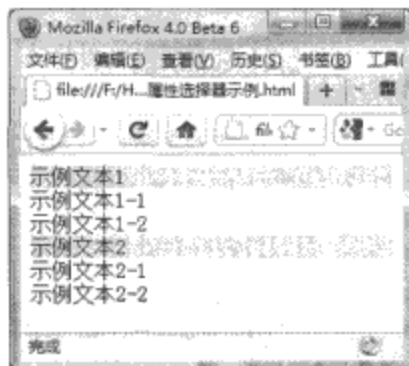 Mozilla Firefox 4.0 Beta 6
文件(F) 编辑(E) 查看(V) 历史(S) 书签(B) 工具(
file:///F:/H...属性选择器示例.html
示例文本1
示例文本1-1
示例文本1-2
示例文本2
示例文本2-1
示例文本2-2
完成